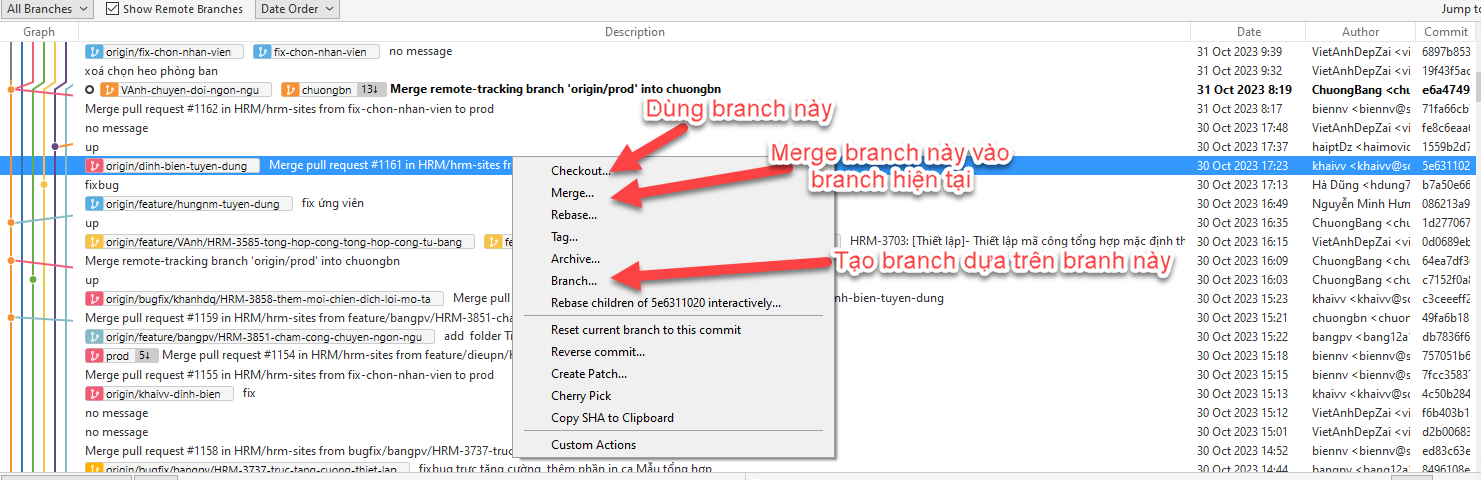 All Branches Show Remote Branches Date Order Jump to
Graph Description Date Author Commit
origin/fix-chon-nhan-vien fix-chon-nhan-vien no message 31 Oct 2023 9:39 VietAnhDepZai <vi 6897b853
xoá chọn heo phòng ban 31 Oct 2023 9:32 VietAnhDepZai <vi 19f43f5ac
VAnh-chuyen-doi-ngon-ngu chuongbn 13↓ Merge remote-tracking branch 'origin/prod' into chuongbn 31 Oct 2023 8:19 ChuongBang <chu e6a4749
Merge pull request #1162 in HRM/hrm-sites from fix-chon-nhan-vien to prod Dùng branch này 31 Oct 2023 8:17 biennv <biennv@s 71fa66cb
no message 30 Oct 2023 17:48 VietAnhDepZai <vi fe8c6eaa
up 30 Oct 2023 17:37 haiptDz <haimovic 1559b2d7
Merge branch này vào
origin/dinh-bien-tuyen-dung Merge pull request #1161 in HRM/hrm-sites fr 30 Oct 2023 17:23 khaivv <khaivv@sc 5e631102
Checkout...
branch hiện tại
fixbug 30 Oct 2023 17:13 Hà Dũng <hdung7 b7a50e66
Merge...
origin/feature/hungnm-tuyen-dung fix ứng viên 30 Oct 2023 16:49 Nguyễn Minh Hưn 086213a9
Rebase...
up 30 Oct 2023 16:35 ChuongBang <chu 1d277067
Tag...
origin/feature/VAnh/HRM-3585-tong-hop-cong-tong-hop-cong-tu-bang fe HRM-3703: [Thiết lập]- Thiết lập mã công tổng hợp mặc định th 30 Oct 2023 16:15 VietAnhDepZai <vi 0d0689eb
Archive...
Merge remote-tracking branch 'origin/prod' into chuongbn Tạo branch dựa trên branh này 30 Oct 2023 16:09 ChuongBang <chu 64ea7df3
Branch...
up 30 Oct 2023 16:03 ChuongBang <chu c7152f0a
origin/bugfix/khanhdq/HRM-3858-them-moi-chien-dich-loi-mo-ta Merge pull nh-bien-tuyen-dung 30 Oct 2023 15:23 khaivv <khaivv@sc c3ceeeff2
Rebase children of 5e6311020 interactively...
Merge pull request #1159 in HRM/hrm-sites from feature/bangpv/HRM-3851-cha 30 Oct 2023 15:21 chuongbn <chuon 49fa6b18
Reset current branch to this commit
origin/feature/bangpv/HRM-3851-cham-cong-chuyen-ngon-ngu add folder Ti 30 Oct 2023 15:22 bangpv <bang12a db7836f6
Reverse commit...
prod 5↓ Merge pull request #1154 in HRM/hrm-sites from feature/dieupn/H 30 Oct 2023 15:18 biennv <biennv@s 757051b6
Create Patch...
Merge pull request #1155 in HRM/hrm-sites from fix-chon-nhan-vien to prod 30 Oct 2023 15:15 biennv <biennv@s 7fcc3583
Cherry Pick
origin/khaivv-dinh-bien fix 30 Oct 2023 15:13 khaivv <khaivv@sc 4c50b284
no message 30 Oct 2023 15:12 VietAnhDepZai <vi f6b403b1
Copy SHA to Clipboard
no message 30 Oct 2023 15:07 VietAnhDepZai <vi d2b00683
Custom Actions
Merge pull request #1158 in HRM/hrm-sites from bugfix/bangpv/HRM-3737-truc 30 Oct 2023 15:08 biennv <biennv@s ed83c63e
origin/bugfix/bangpv/HRM-3737-truc-tang-cuong-thiet-lap fixbug trực tăng cường, thêm phần in ca Mẫu tổng hợp 30 Oct 2023 14:44 bangpv <bang12a 8496108e